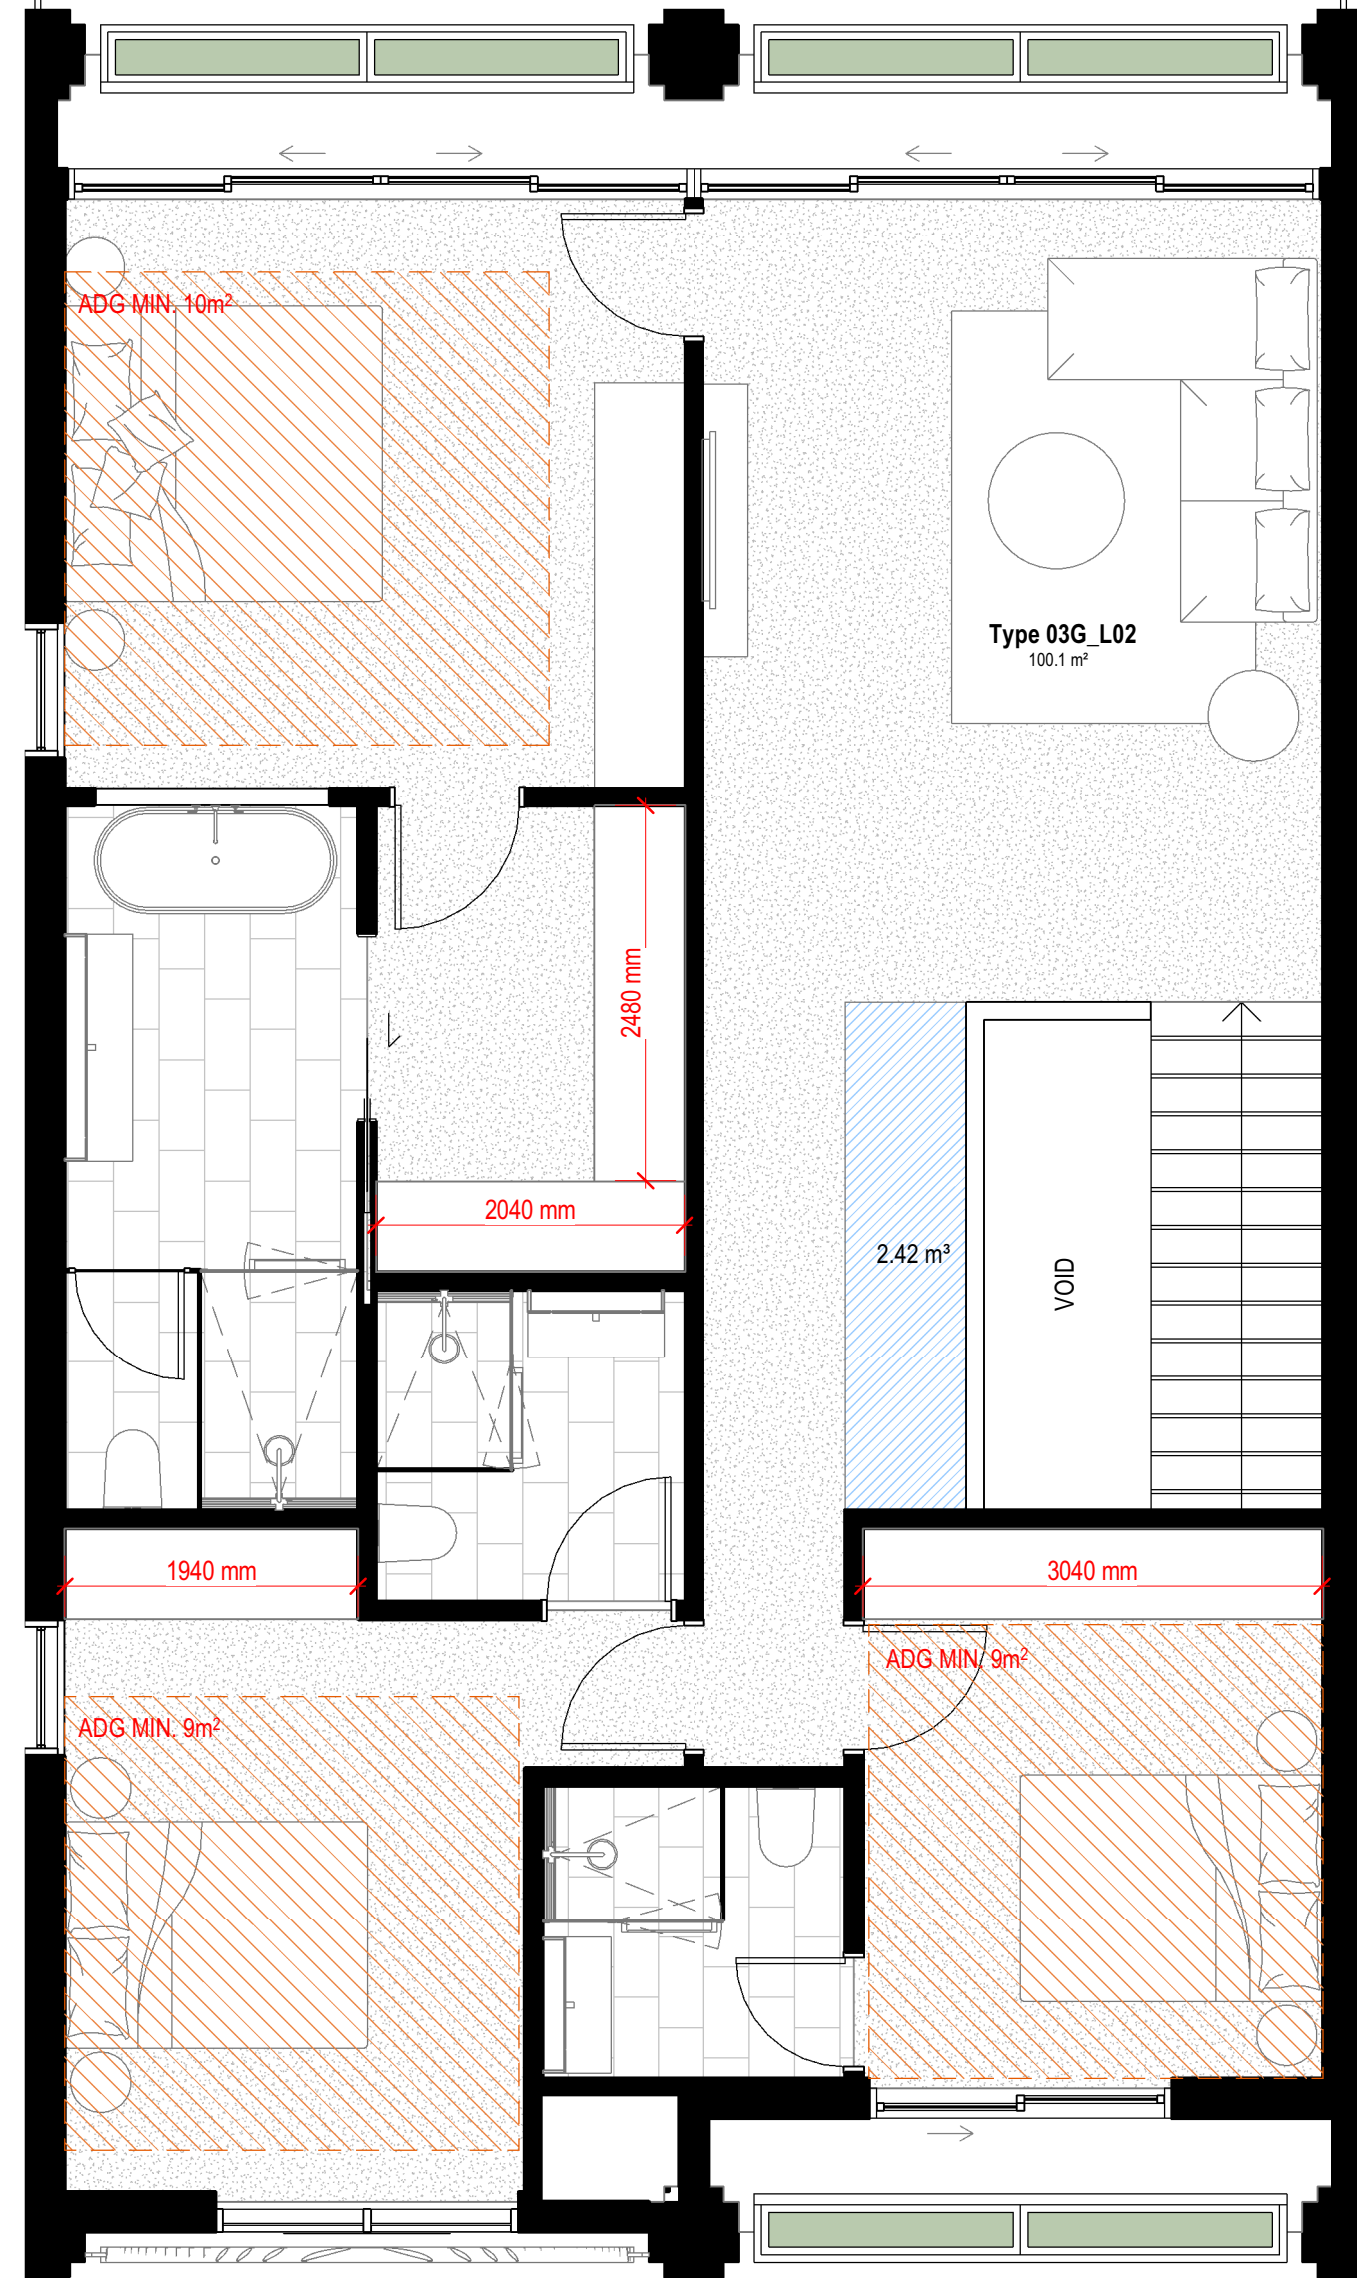 ADG MIN. 10m²
Type 03G_L02
100.1 m²
2480 mm
2040 mm
2.42 m³
VOID
1940 mm
3040 mm
ADG MIN. 9m²
ADG MIN. 9m²